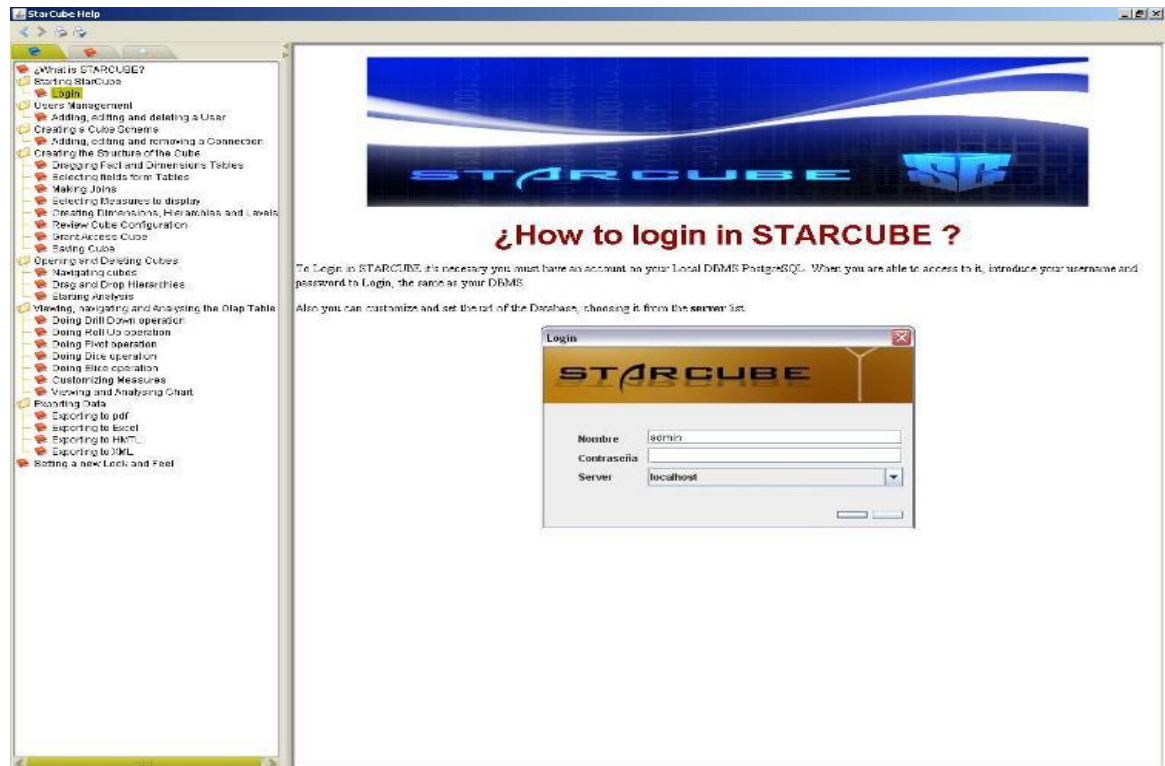 StarCube Help
¿What is STARCUBE?
Starting StarCube
Login
Users Management
Adding, editing and deleting a User
Creating a Cube Schema
Adding, editing and removing a Connection
Creating the Structure of the Cube
Dragging Fact and Dimensions Tables
Selecting fields form Tables
Making Joins
Selecting Measures to display
Creating Dimensions, Hierarchies and Levels
Review Cube Configuration
Grant Access Cube
Saving Cube
Opening and Deleting Cubes
Navigating cubes
Drag and Drop Hierarchies
Starting Analysis
Viewing, navigating and Analysing the Olap Table
Doing Drill Down operation
Doing Roll Up operation
Doing Pivot operation
Doing Dice operation
Doing Slice operation
Customizing Measures
Viewing and Analysing Chart
Exporting Data
Exporting to pdf
Exporting to Excel
Exporting to HMTL
Exporting to XML
Setting a new Look and Feel
STARCUBE SC
¿How to login in STARCUBE ?
To Login in STARCUBE it's necesary you must have an account on your Local DBMS PostgreSQL. When you are able to access to it, introduce your username and
password to Login, the same as your DBMS
Also you can customize and set the url of the Database, choosing it from the server list.
Login
STARCUBE
Nombre admin
Contraseña
Server localhost